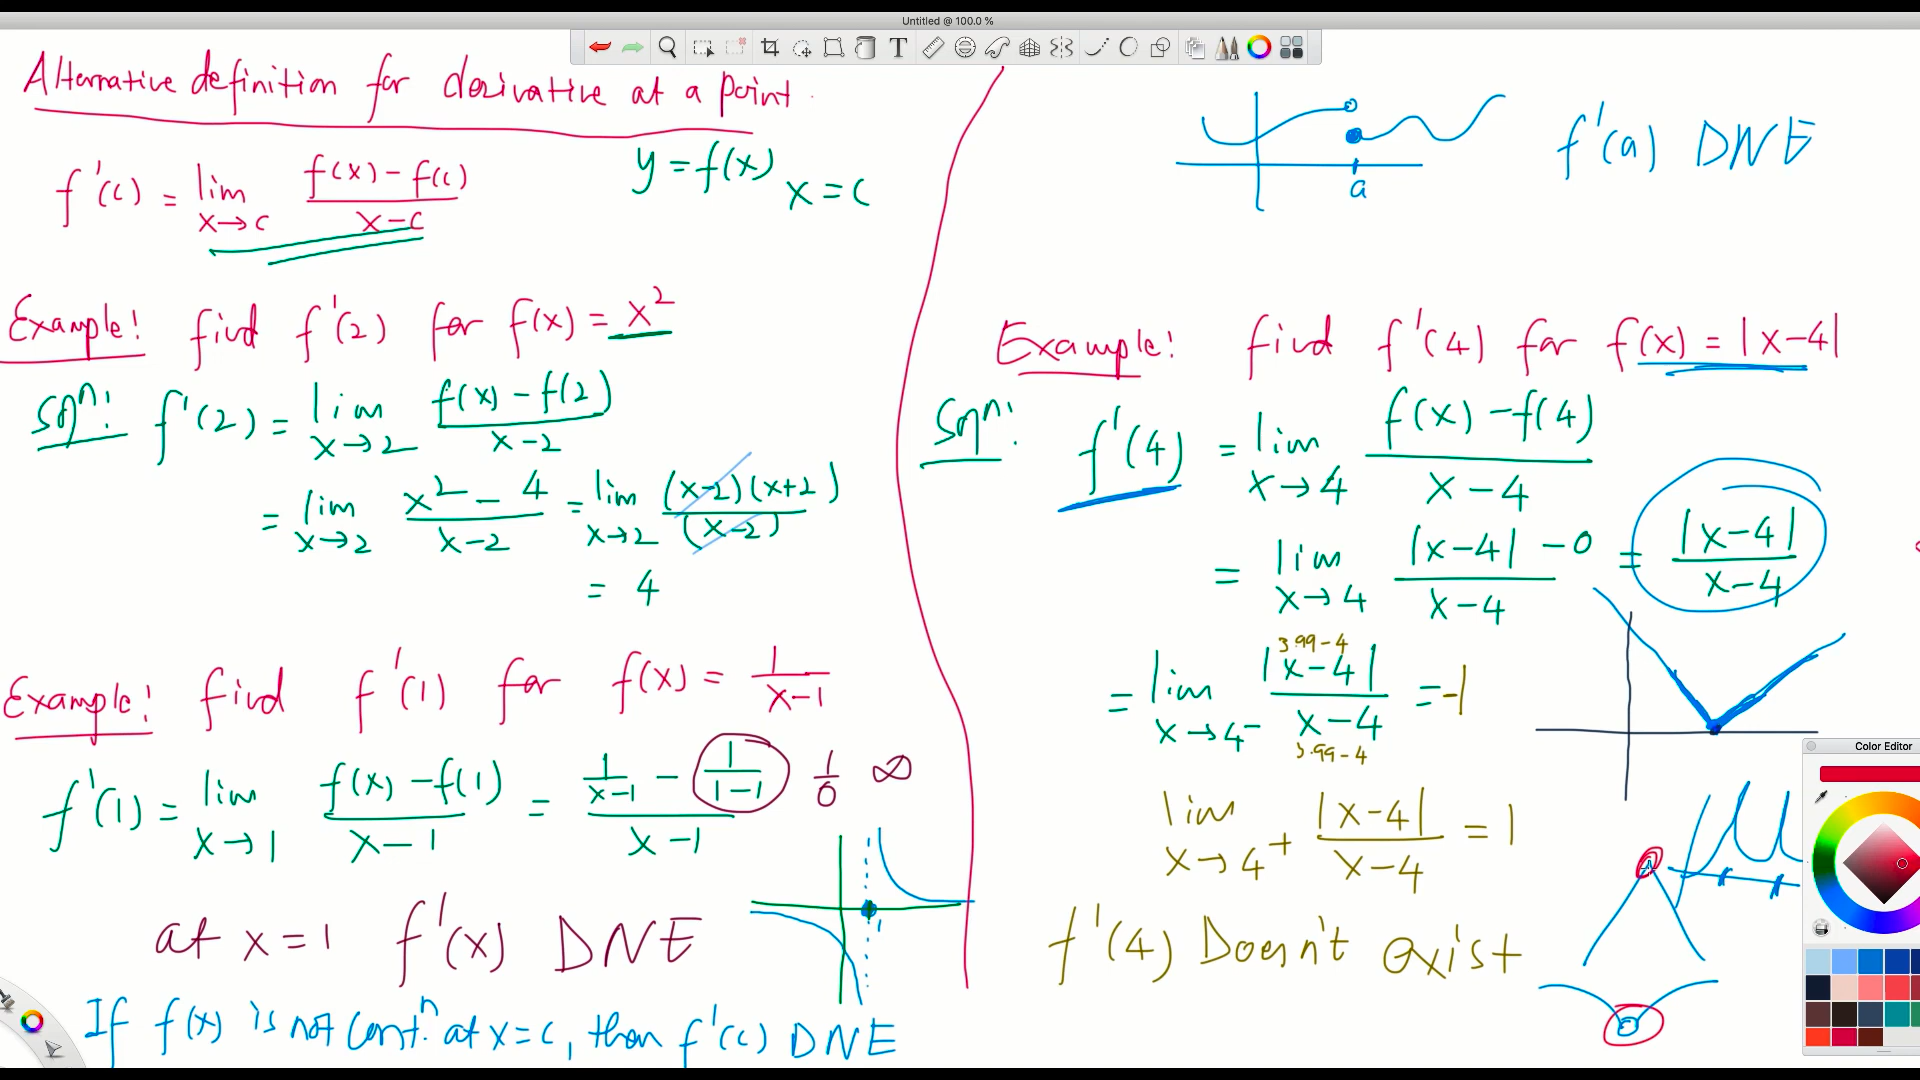 Untitled @ 100.0 %
Alternative definition for derivative at a point.
f'(c) = lim x→c (f(x) - f(c))/(x-c)
y = f(x)
x = c
Example! find f'(2) for f(x) = x²
Solⁿ: f'(2) = lim x→2 (f(x) - f(2))/(x-2)
= lim x→2 (x² - 4)/(x-2) = lim x→2 (x-2)(x+2)/(x-2)
= 4
Example! find f'(1) for f(x) = 1/(x-1)
f'(1) = lim x→1 (f(x) - f(1))/(x-1) = (1/(x-1) - 1/(1-1))/(x-1) 1/0 ∞
1
at x=1 f'(x) DNE
If f(x) is not contⁿ. at x=c, then f'(c) DNE
a
f'(a) DNE
Example! find f'(4) for f(x) = |x-4|
Solⁿ: f'(4) = lim x→4 (f(x) - f(4))/(x-4)
= lim x→4 (|x-4| - 0)/(x-4) = |x-4|/(x-4)
3.99-4
= lim x→4⁻ |x-4|/(x-4) = -1
3.99-4
lim x→4⁺ |x-4|/(x-4) = 1
f'(4) Doesn't exist
Color Editor